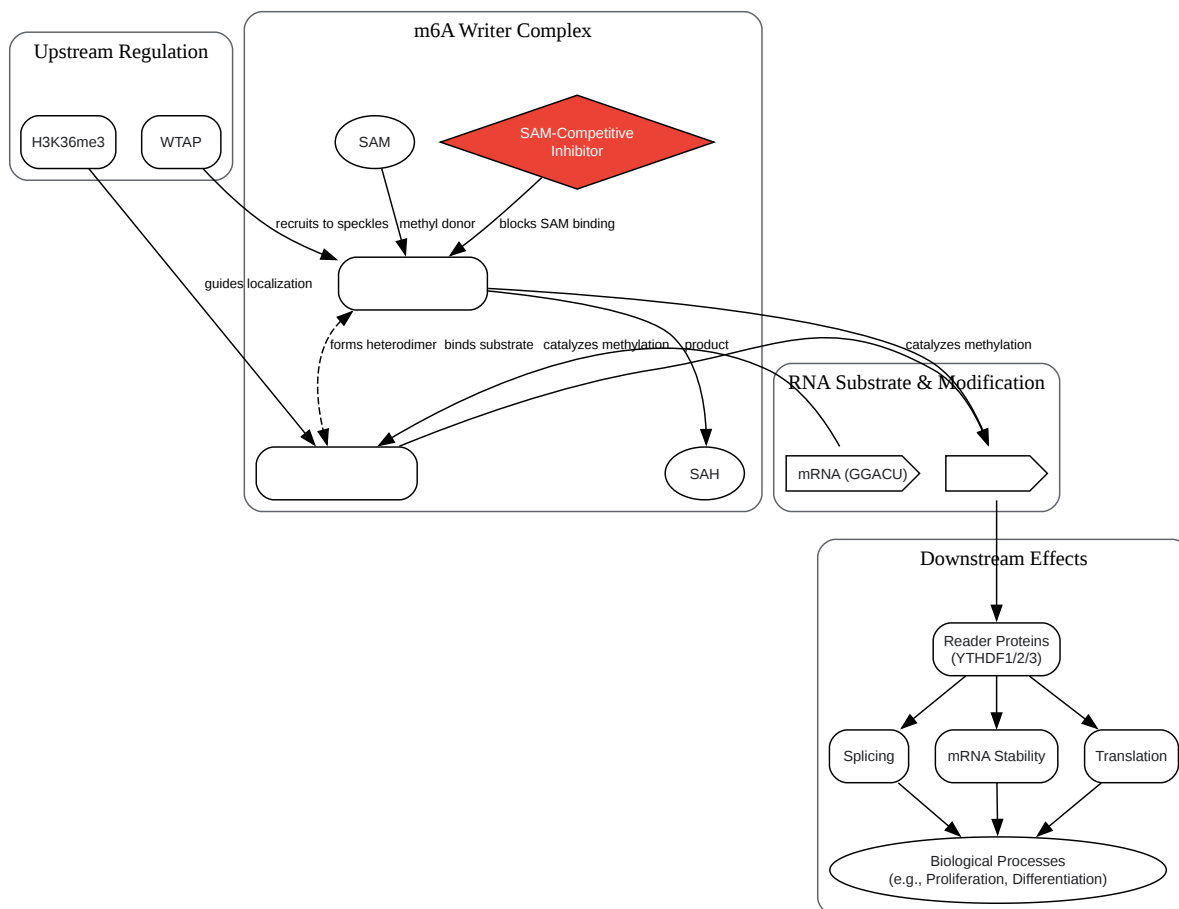 m6A Writer Complex
Upstream Regulation
H3K36me3
WTAP
SAM
SAM-Competitive
Inhibitor
recruits to speckles
methyl donor
blocks SAM binding
guides localization
forms heterodimer
binds substrate
catalyzes methylation
product
catalyzes methylation
RNA Substrate & Modification
SAH
mRNA (GGACU)
Downstream Effects
Reader Proteins
(YTHDF1/2/3)
Splicing
mRNA Stability
Translation
Biological Processes
(e.g., Proliferation, Differentiation)